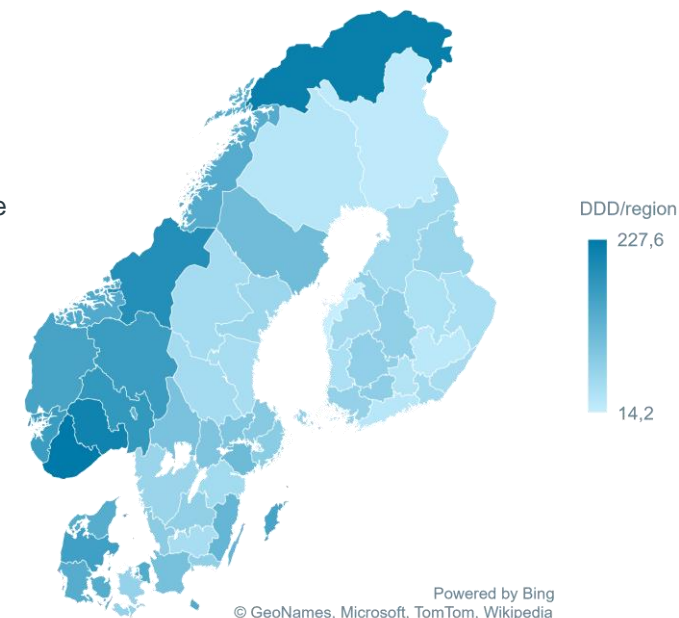 e
DDD/region
227,6
14,2
Powered by Bing
© GeoNames, Microsoft, TomTom, Wikipedia